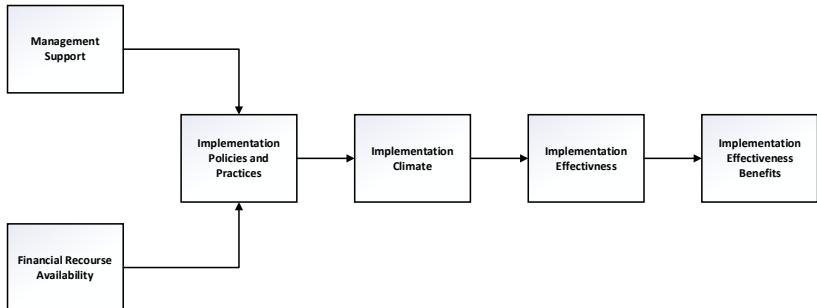 Management
Support
Implementation
Policies and
Practices
Implementation
Climate
Implementation
Effectivness
Implementation
Effectiveness
Benefits
Financial Recourse
Availability